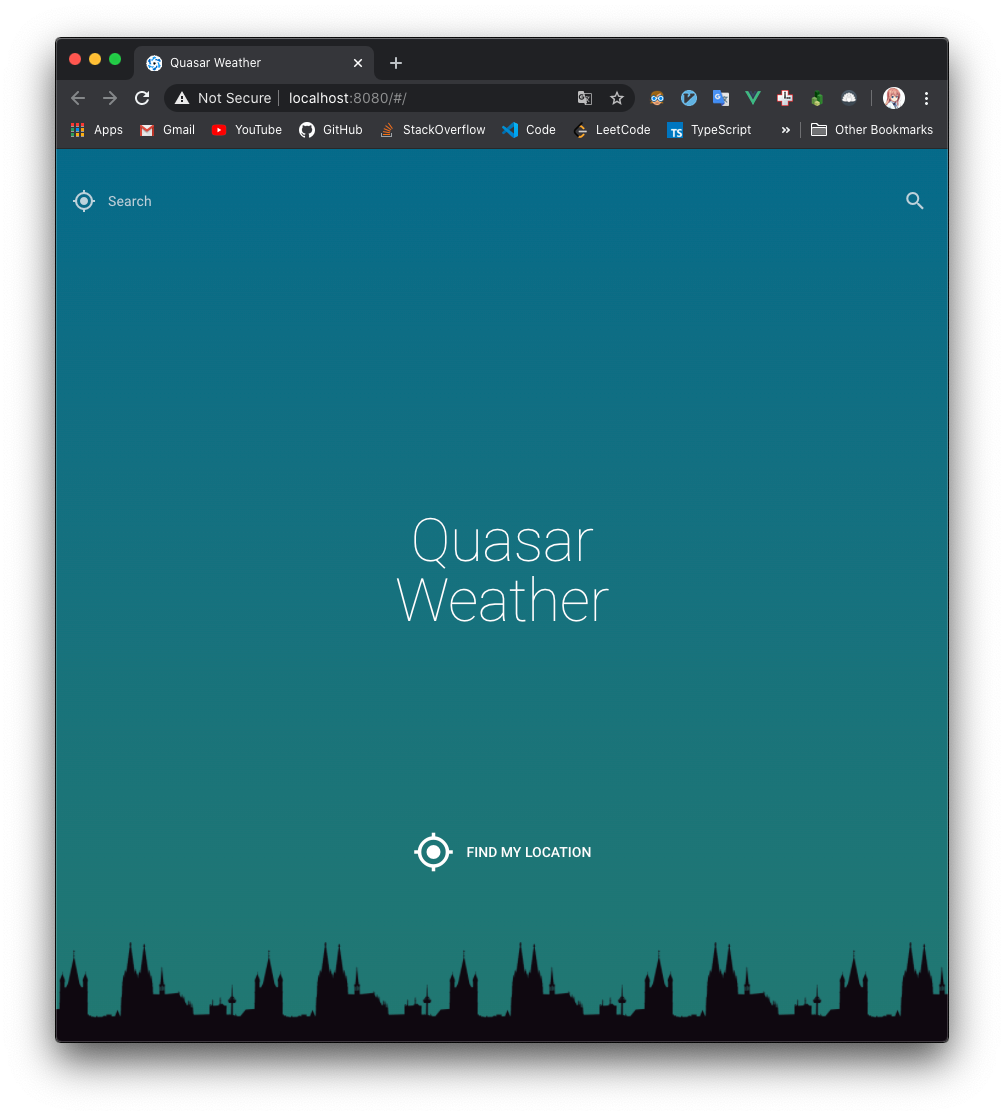 Quasar Weather
Not Secure localhost:8080/#/
Apps Gmail YouTube GitHub StackOverflow Code LeetCode TS TypeScript » Other Bookmarks
Search
Quasar
Weather
FIND MY LOCATION